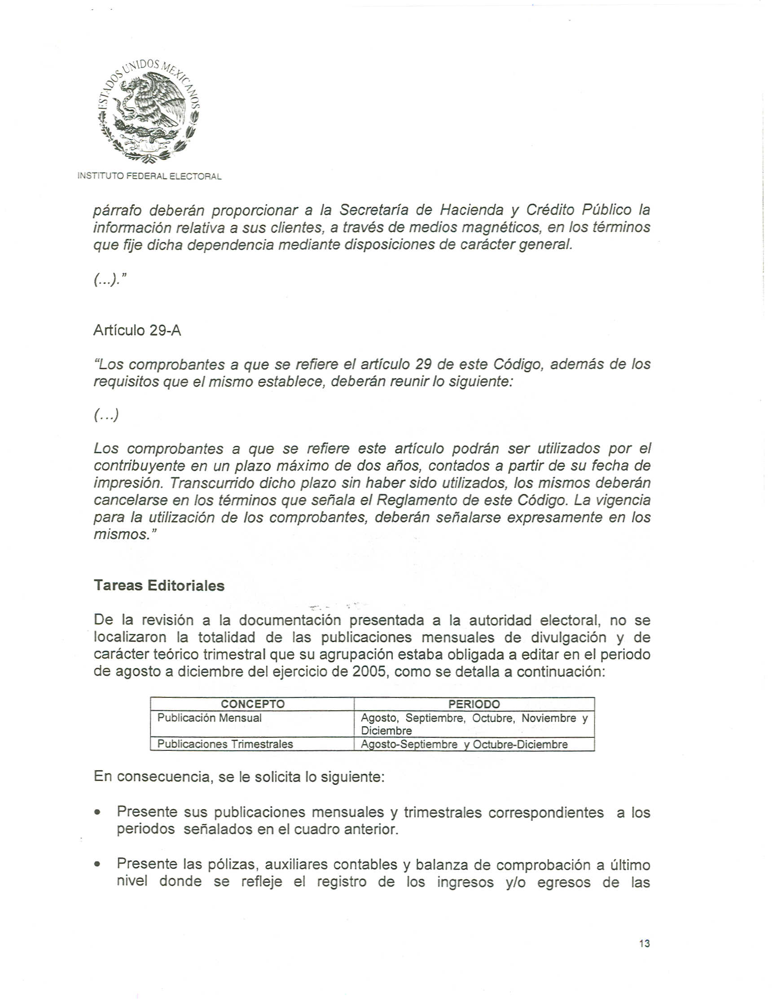 ESTADOS UNIDOS MEXICANOS
INSTITUTO FEDERAL ELECTORAL
párrafo deberán proporcionar a la Secretaría de Hacienda y Crédito Público la
información relativa a sus clientes, a través de medios magnéticos, en los términos
que fije dicha dependencia mediante disposiciones de carácter general.
(...)."
Artículo 29-A
“Los comprobantes a que se refiere el artículo 29 de este Código, además de los
requisitos que el mismo establece, deberán reunir lo siguiente:
(...)
Los comprobantes a que se refiere este artículo podrán ser utilizados por el
contribuyente en un plazo máximo de dos años, contados a partir de su fecha de
impresión. Transcurrido dicho plazo sin haber sido utilizados, los mismos deberán
cancelarse en los términos que señala el Reglamento de este Código. La vigencia
para la utilización de los comprobantes, deberán señalarse expresamente en los
mismos.”
Tareas Editoriales
De la revisión a la documentación presentada a la autoridad electoral, no se
localizaron la totalidad de las publicaciones mensuales de divulgación y de
carácter teórico trimestral que su agrupación estaba obligada a editar en el periodo
de agosto a diciembre del ejercicio de 2005, como se detalla a continuación:
CONCEPTO PERIODO
Publicación Mensual Agosto, Septiembre, Octubre, Noviembre y
Diciembre
Publicaciones Trimestrales Agosto-Septiembre y Octubre-Diciembre
En consecuencia, se le solicita lo siguiente:
• Presente sus publicaciones mensuales y trimestrales correspondientes a los
periodos señalados en el cuadro anterior.
• Presente las pólizas, auxiliares contables y balanza de comprobación a último
nivel donde se refleje el registro de los ingresos y/o egresos de las
13